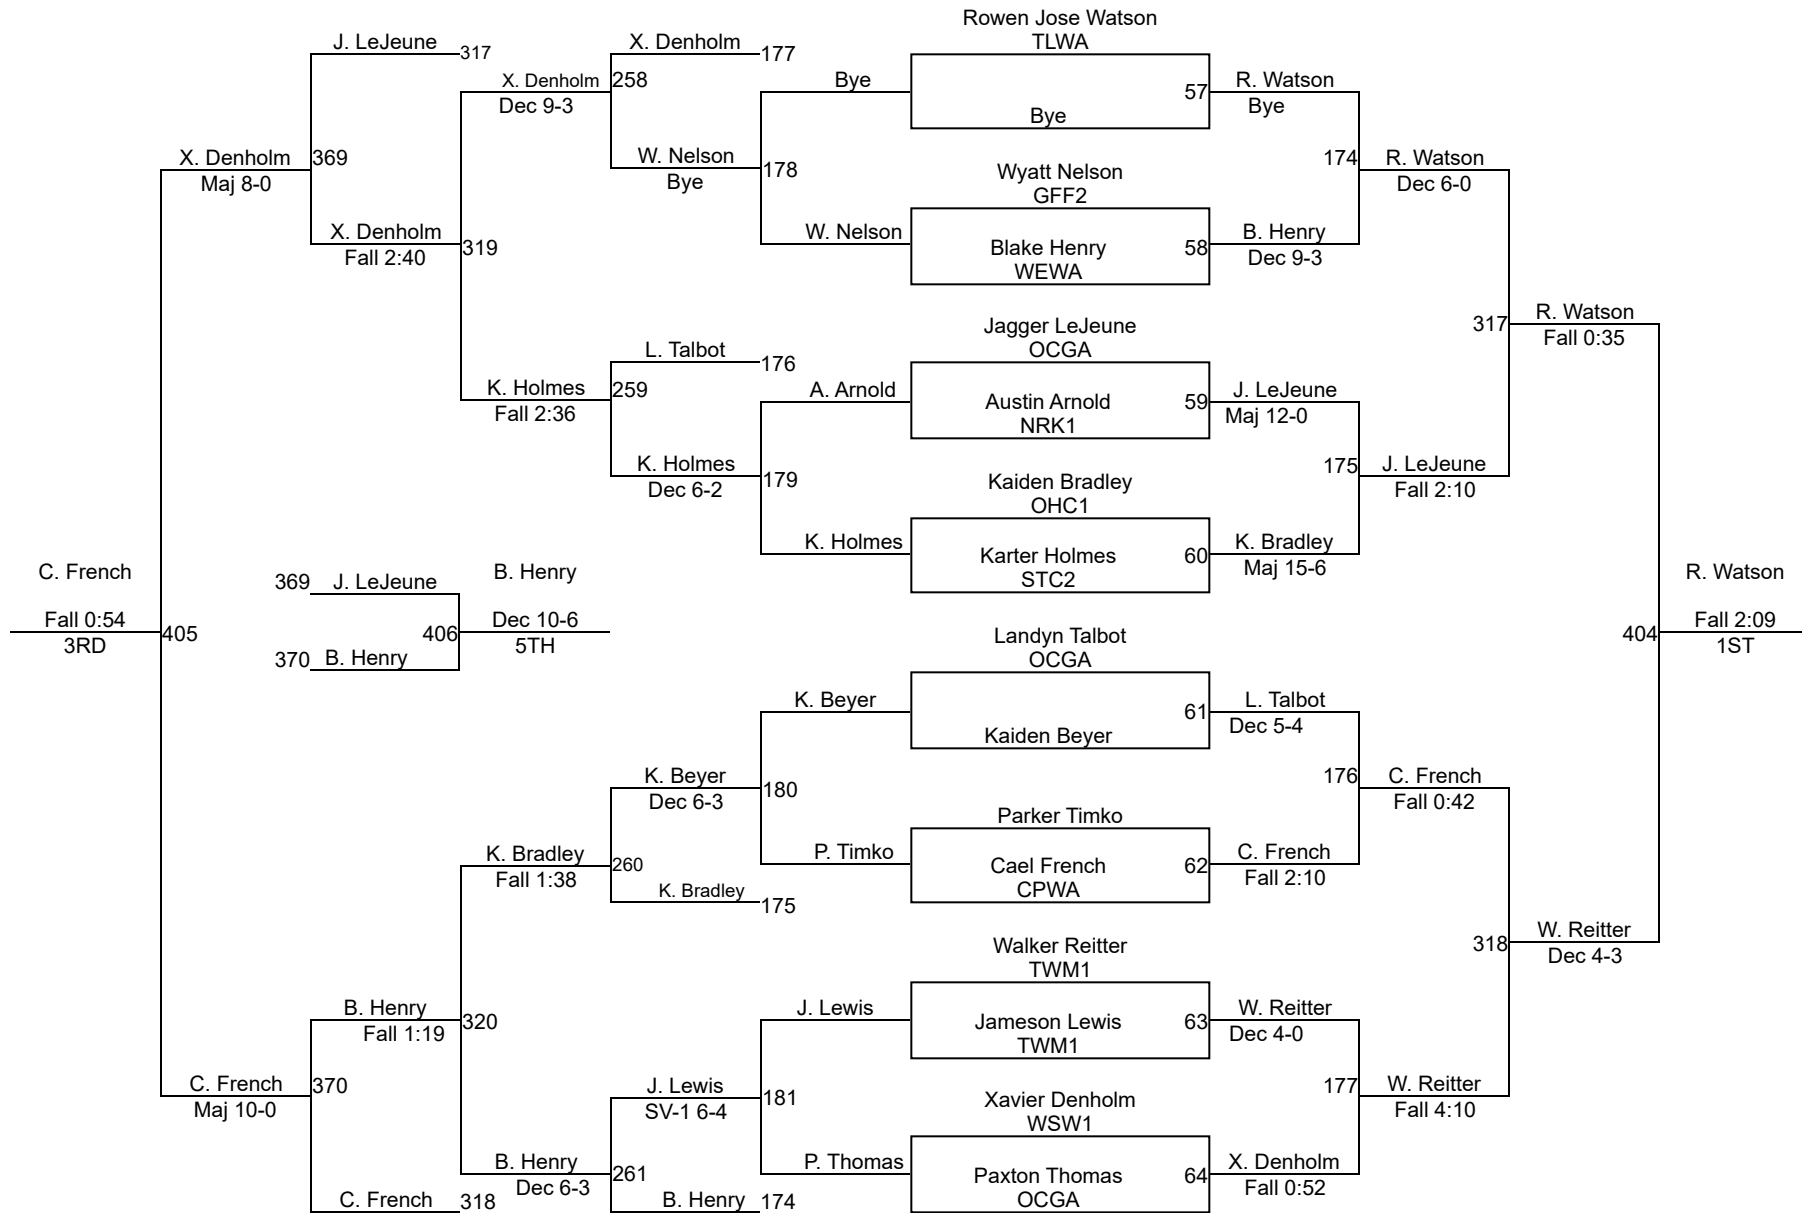 Rowen Jose Watson
TLWA
J. LeJeune
317
X. Denholm
177
X. Denholm
Dec 9-3
258
Bye
57
R. Watson
Bye
Bye
X. Denholm
Maj 8-0
369
W. Nelson
Bye
178
Wyatt Nelson
GFF2
174
R. Watson
Dec 6-0
X. Denholm
Fall 2:40
319
W. Nelson
Blake Henry
WEWA
58
B. Henry
Dec 9-3
Jagger LeJeune
OCGA
317
R. Watson
Fall 0:35
L. Talbot
176
K. Holmes
Fall 2:36
259
A. Arnold
Austin Arnold
NRK1
59
J. LeJeune
Maj 12-0
K. Holmes
Dec 6-2
179
Kaiden Bradley
OHC1
175
J. LeJeune
Fall 2:10
K. Holmes
Karter Holmes
STC2
60
K. Bradley
Maj 15-6
C. French
Fall 0:54
3RD
405
369
J. LeJeune
370
B. Henry
406
B. Henry
Dec 10-6
5TH
Landyn Talbot
OCGA
404
R. Watson
Fall 2:09
1ST
K. Beyer
Kaiden Beyer
61
L. Talbot
Dec 5-4
K. Beyer
Dec 6-3
180
Parker Timko
176
C. French
Fall 0:42
K. Bradley
Fall 1:38
260
P. Timko
Cael French
CPWA
62
C. French
Fall 2:10
K. Bradley
175
Walker Reitter
TWM1
318
W. Reitter
Dec 4-3
B. Henry
Fall 1:19
320
J. Lewis
Jameson Lewis
TWM1
63
W. Reitter
Dec 4-0
C. French
Maj 10-0
370
J. Lewis
SV-1 6-4
181
Xavier Denholm
WSW1
177
W. Reitter
Fall 4:10
B. Henry
Dec 6-3
261
P. Thomas
Paxton Thomas
OCGA
64
X. Denholm
Fall 0:52
C. French
318
B. Henry
174